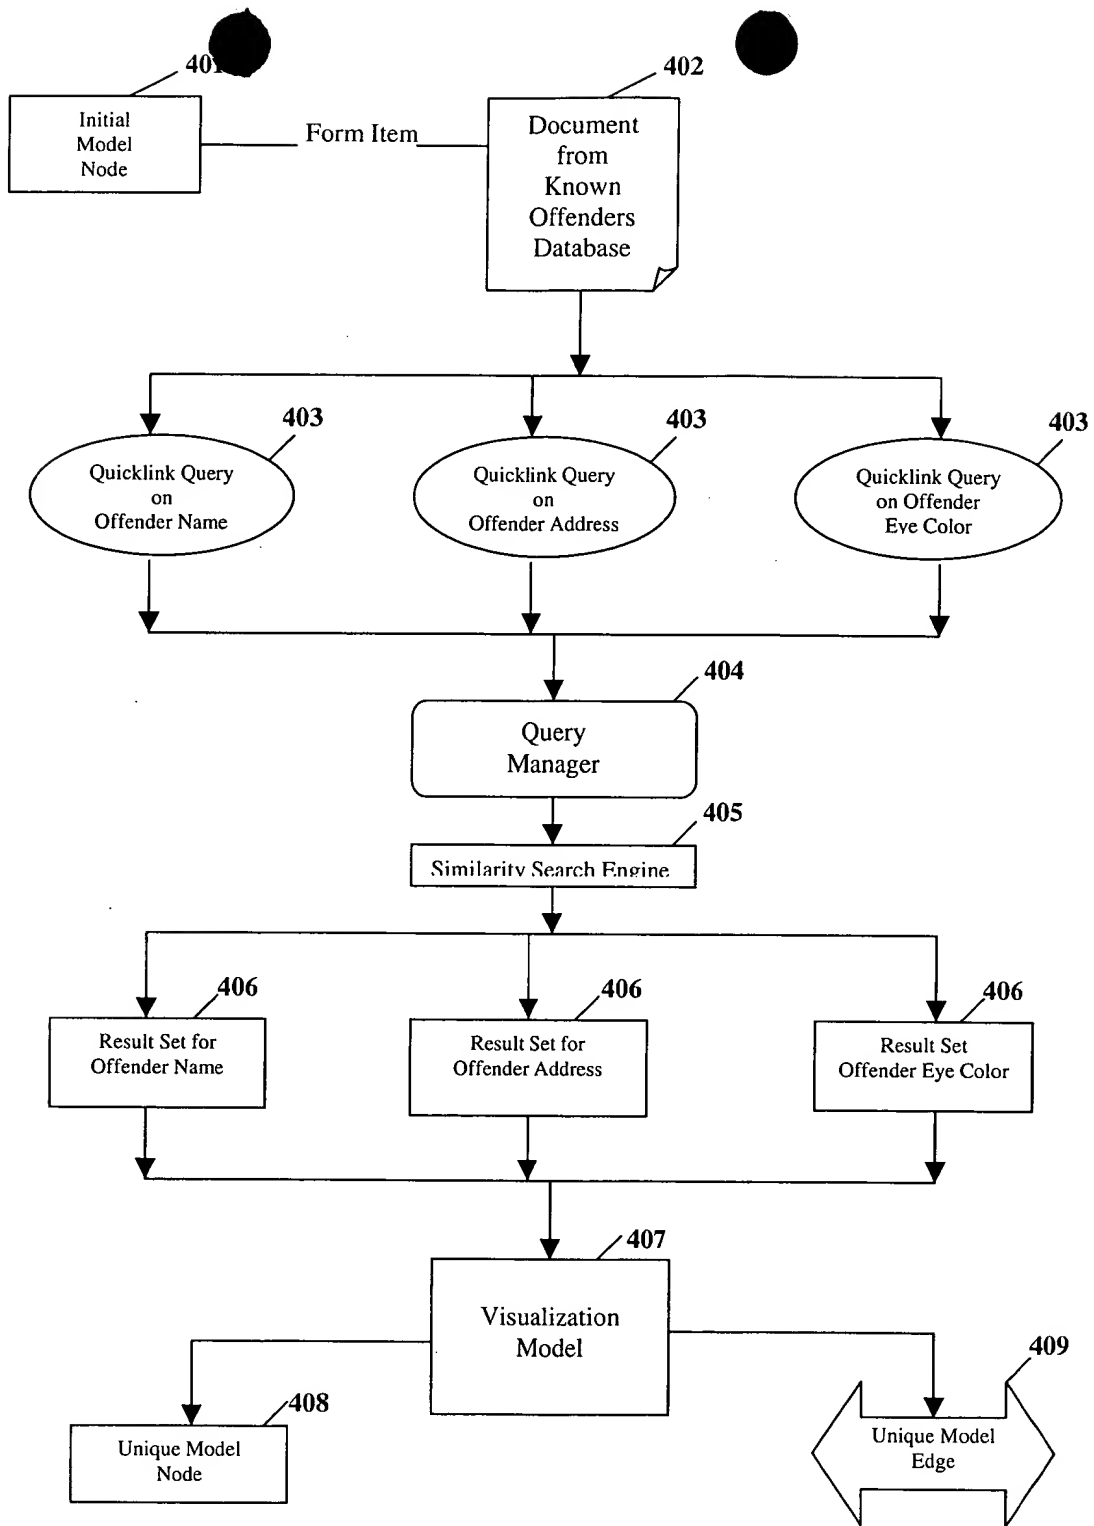 401
402
Initial
Model
Node
Form Item
Document
from
Known
Offenders
Database
403
403
403
Quicklink Query
on
Offender Name
Quicklink Query
on
Offender Address
Quicklink Query
on Offender
Eye Color
404
Query
Manager
405
Similarity Search Engine
406
406
406
Result Set for
Offender Name
Result Set for
Offender Address
Result Set
Offender Eye Color
407
Visualization
Model
408
409
Unique Model
Node
Unique Model
Edge